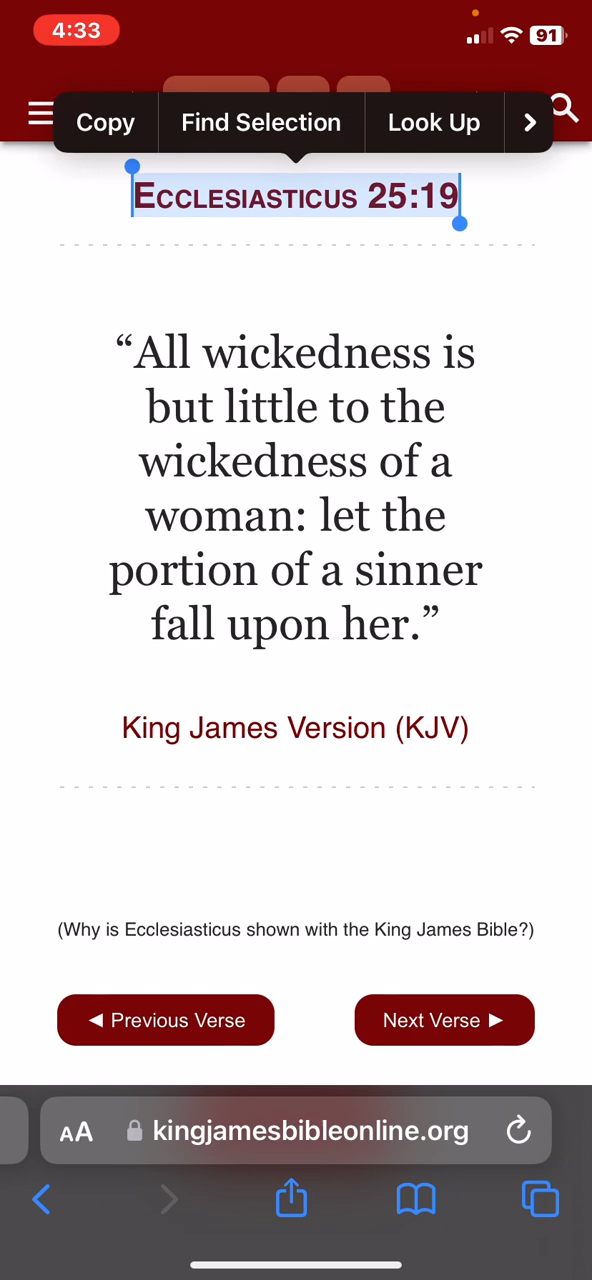 4:33
91
Copy
Find Selection
Look Up
Ecclesiasticus 25:19
“All wickedness is
but little to the
wickedness of a
woman: let the
portion of a sinner
fall upon her.”
King James Version (KJV)
(Why is Ecclesiasticus shown with the King James Bible?)
◄ Previous Verse
Next Verse ►
AA
kingjamesbibleonline.org